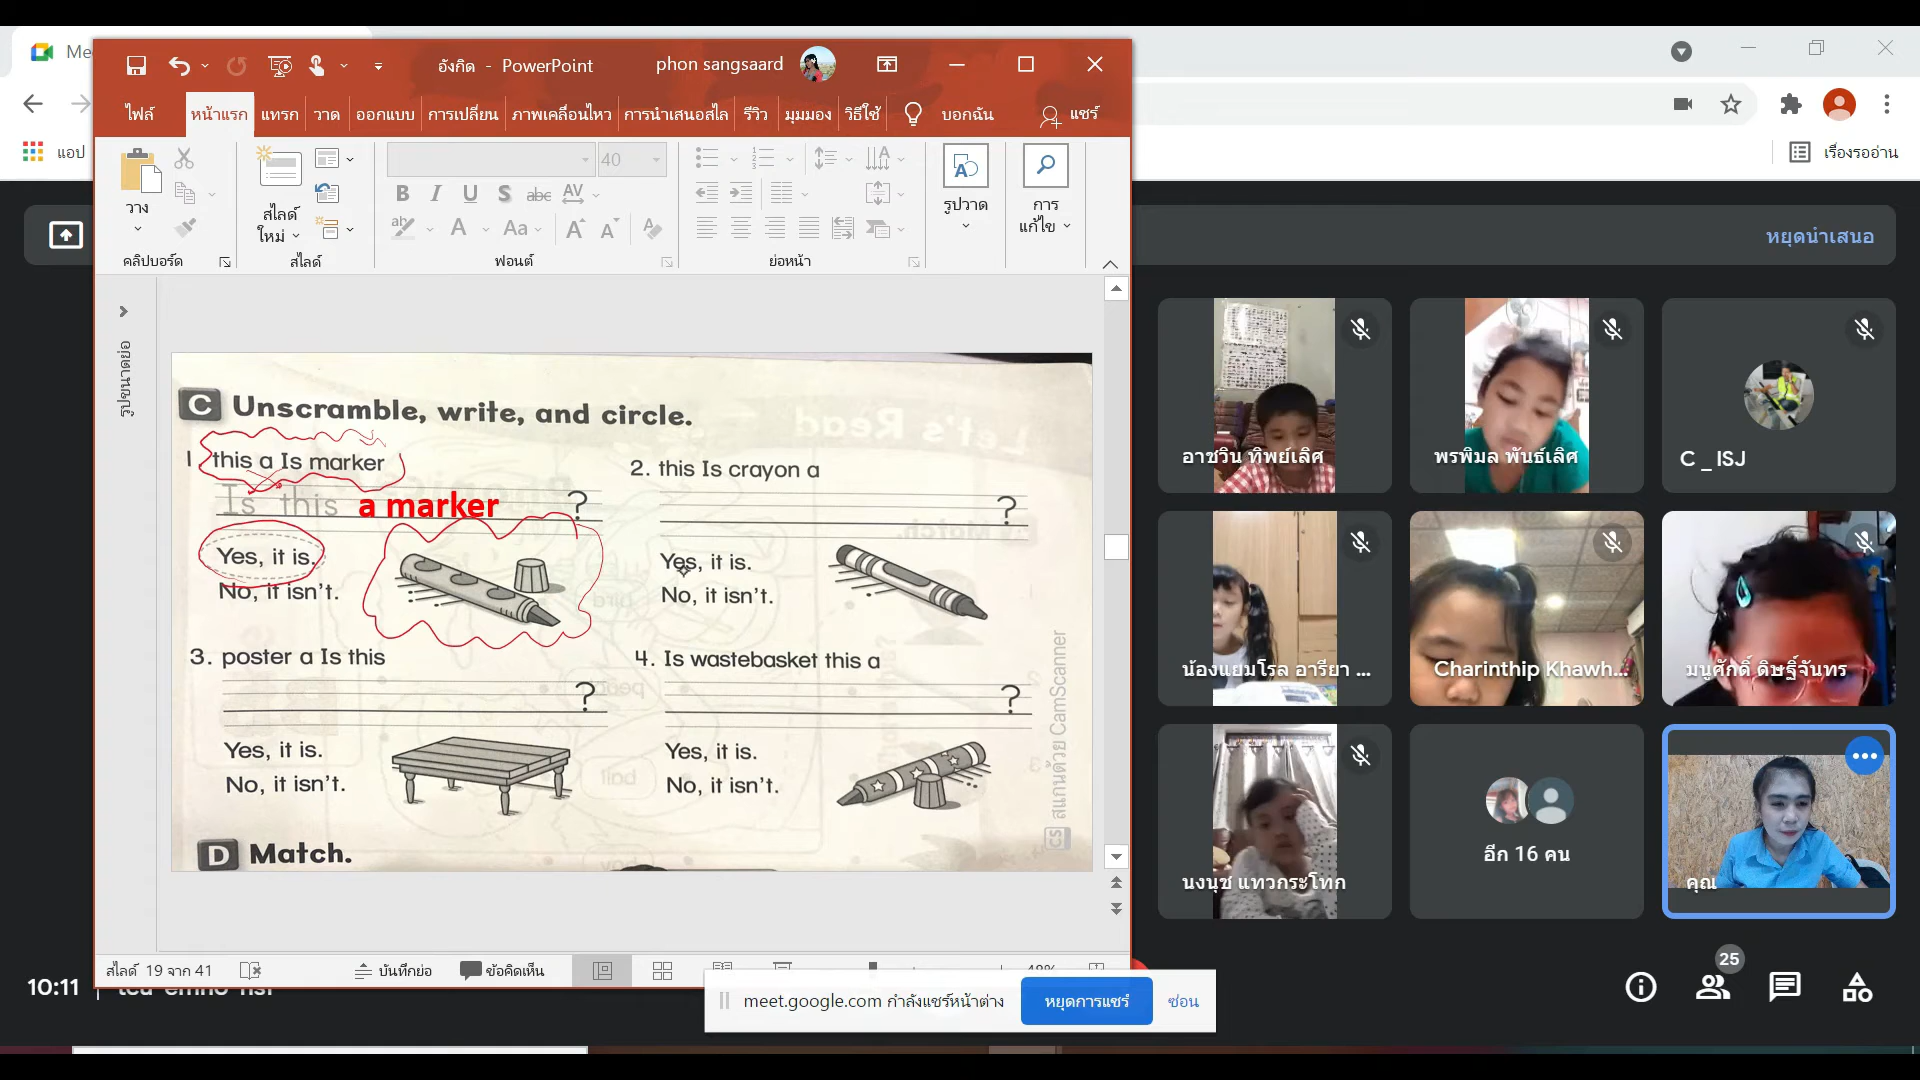 Me
อังกิด - PowerPoint
phon sangsaard
ไฟล์
หน้าแรก
แทรก
วาด
ออกแบบ
การเปลี่ยน
ภาพเคลื่อนไหว
การนำเสนอสไล
รีวิว
มุมมอง
วิธีใช้
บอกฉัน
แชร์
แอป
เรื่องรออ่าน
วาง
สไลด์
ใหม่
40
B I U S abc AV
A Aa A A
รูปวาด
การ
แก้ไข
คลิปบอร์ด
สไลด์
ฟอนต์
ย่อหน้า
หยุดนำเสนอ
C Unscramble, write, and circle.
1. this a Is marker
Is this a marker ?
Yes, it is.
No, it isn't.
2. this Is crayon a
?
Yes, it is.
No, it isn't.
3. poster a Is this
?
Yes, it is.
No, it isn't.
4. Is wastebasket this a
?
Yes, it is.
No, it isn't.
D Match.
CS สแกนด้วย CamScanner
อาชวิน ทิพย์เลิศ
พรพิมล พันธ์เลิศ
C _ ISJ
น้องแยมโรล อารียา ...
Charinthip Khawh...
มนูศักดิ์ ดิษฐิ์จันทร
นงนุช แทวกระโทก
อีก 16 คน
คุณ
สไลด์ 19 จาก 41
บันทึกย่อ
ข้อคิดเห็น
48%
10:11
meet.google.com กำลังแชร์หน้าต่าง
หยุดการแชร์
ซ่อน
25